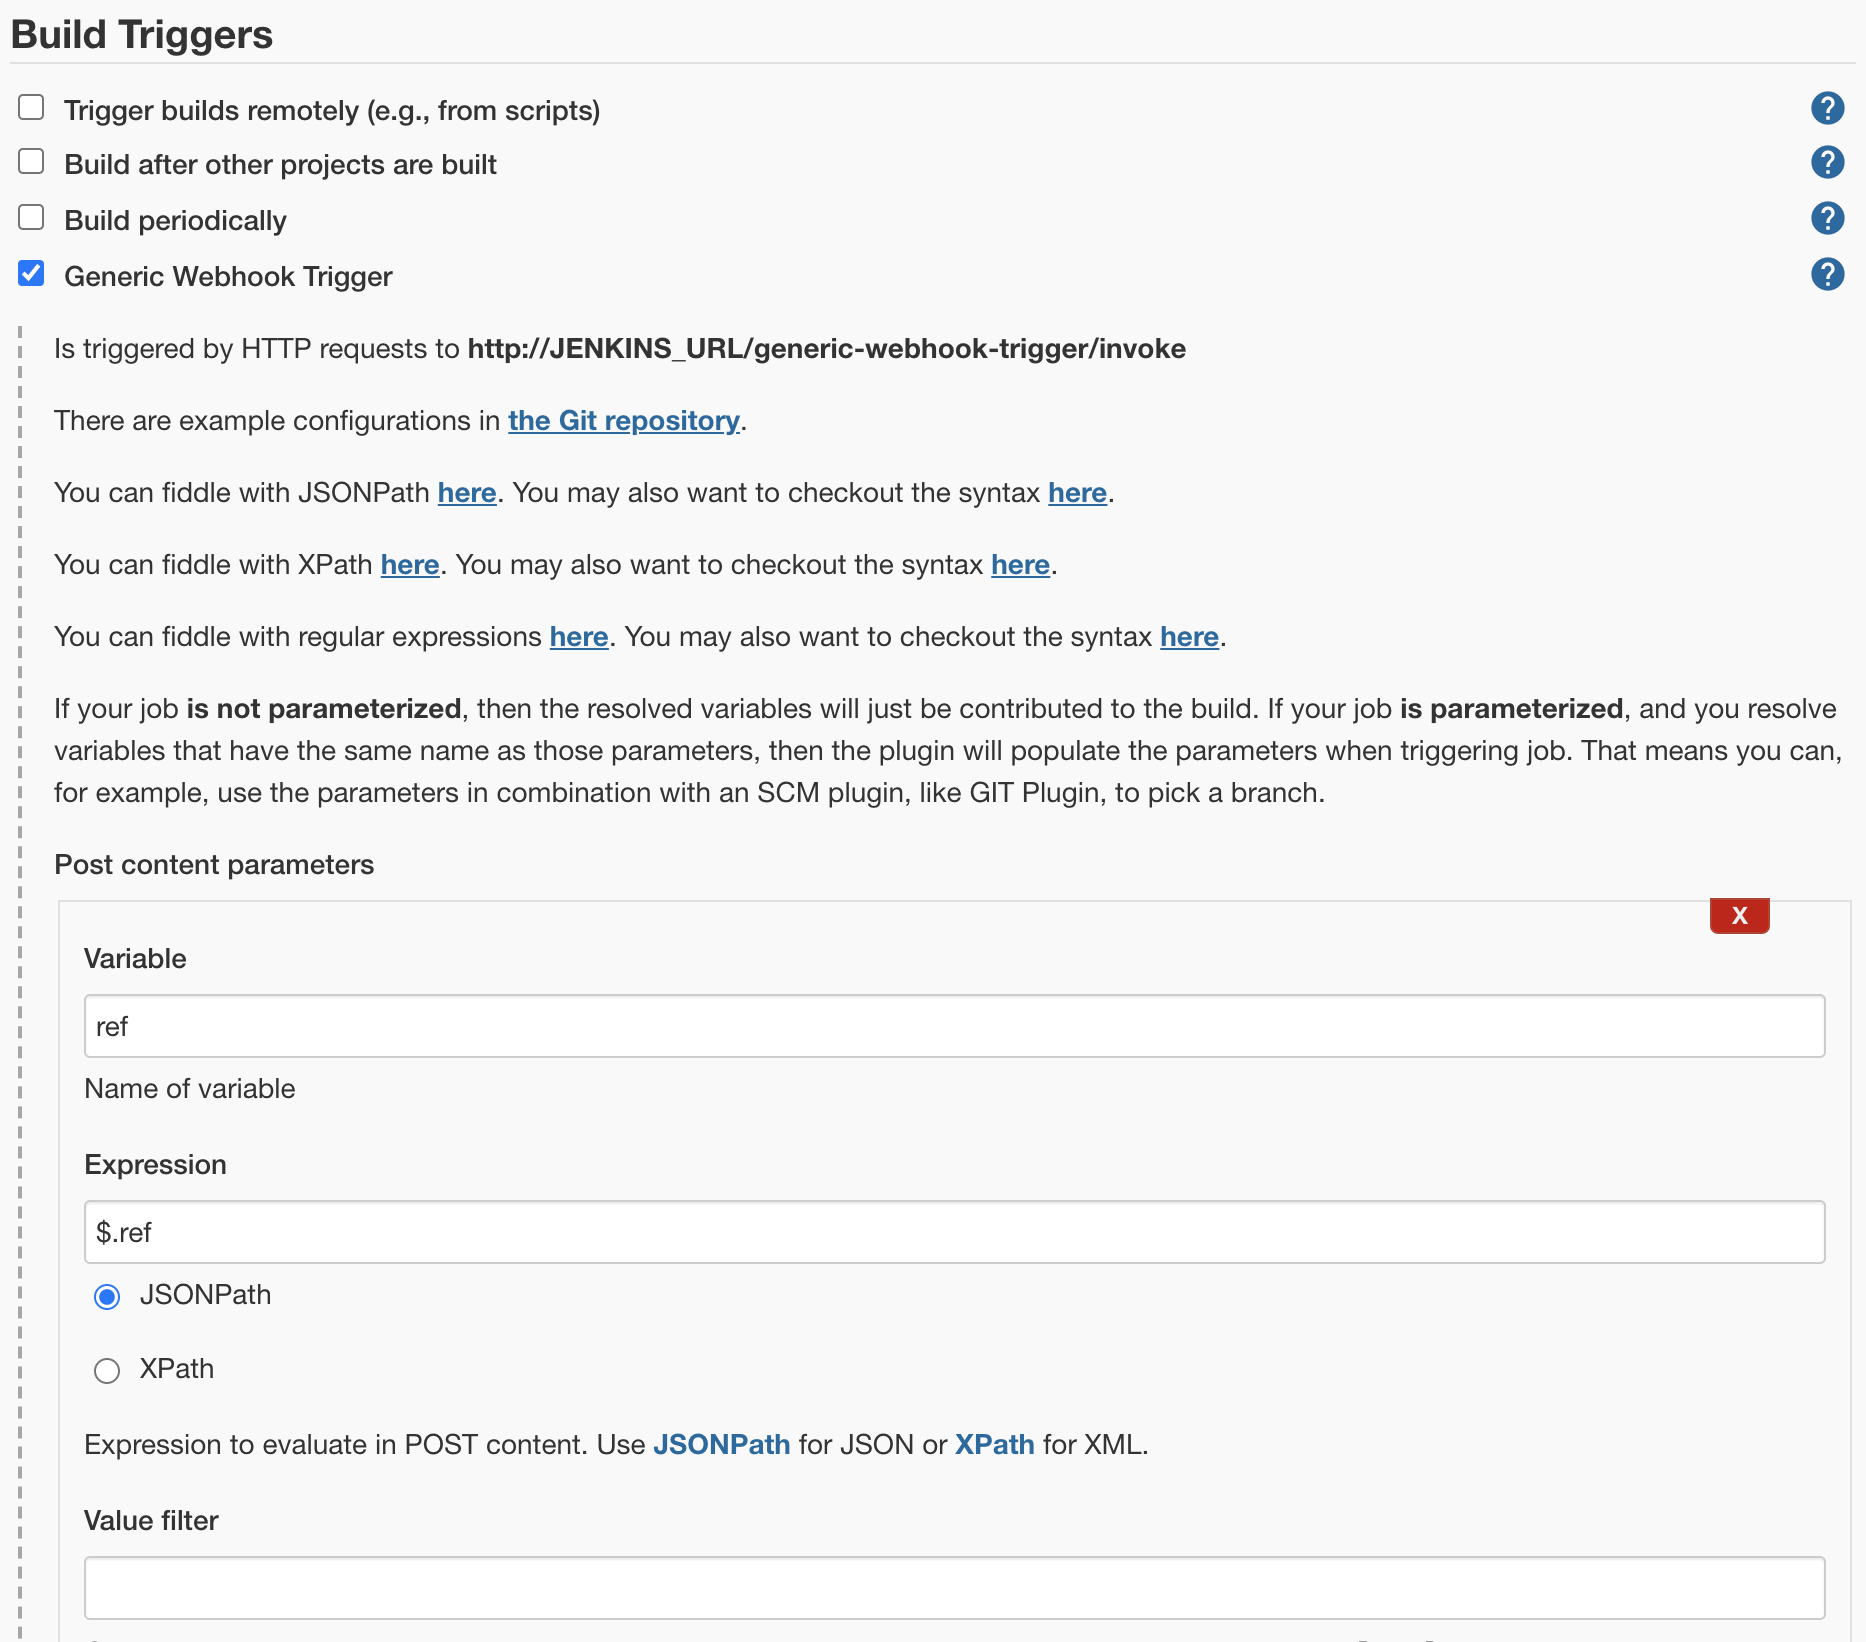 Build Triggers
Trigger builds remotely (e.g., from scripts)
?
Build after other projects are built
?
Build periodically
?
Generic Webhook Trigger
?
Is triggered by HTTP requests to http://JENKINS_URL/generic-webhook-trigger/invoke
There are example configurations in the Git repository.
You can fiddle with JSONPath here. You may also want to checkout the syntax here.
You can fiddle with XPath here. You may also want to checkout the syntax here.
You can fiddle with regular expressions here. You may also want to checkout the syntax here.
If your job is not parameterized, then the resolved variables will just be contributed to the build. If your job is parameterized, and you resolve
variables that have the same name as those parameters, then the plugin will populate the parameters when triggering job. That means you can,
for example, use the parameters in combination with an SCM plugin, like GIT Plugin, to pick a branch.
Post content parameters
X
Variable
ref
Name of variable
Expression
$.ref
JSONPath
XPath
Expression to evaluate in POST content. Use JSONPath for JSON or XPath for XML.
Value filter